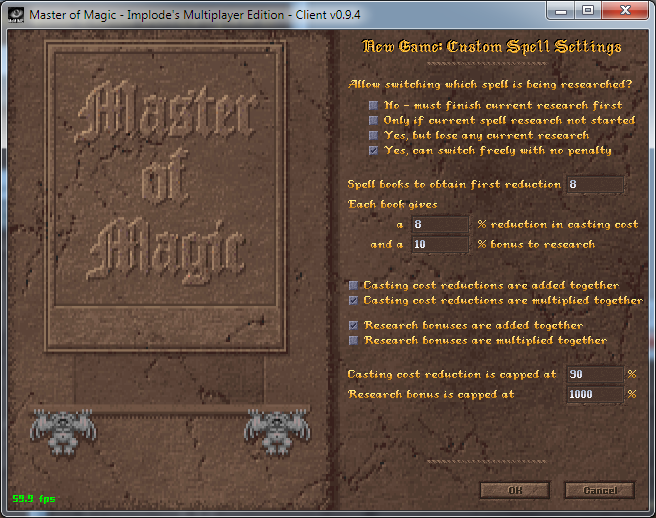 Master of Magic - Implode's Multiplayer Edition - Client v0.9.4
Master
of
Magic
New Game: Custom Spell Settings
Allow switching which spell is being researched?
No - must finish current research first
Only if current spell research not started
Yes, but lose any current research
Yes, can switch freely with no penalty
Spell books to obtain first reduction 8
Each book gives
a 8 % reduction in casting cost
and a 10 % bonus to research
Casting cost reductions are added together
Casting cost reductions are multiplied together
Research bonuses are added together
Research bonuses are multiplied together
Casting cost reduction is capped at 90 %
Research bonus is capped at 1000 %
59.9 fps
OK Cancel